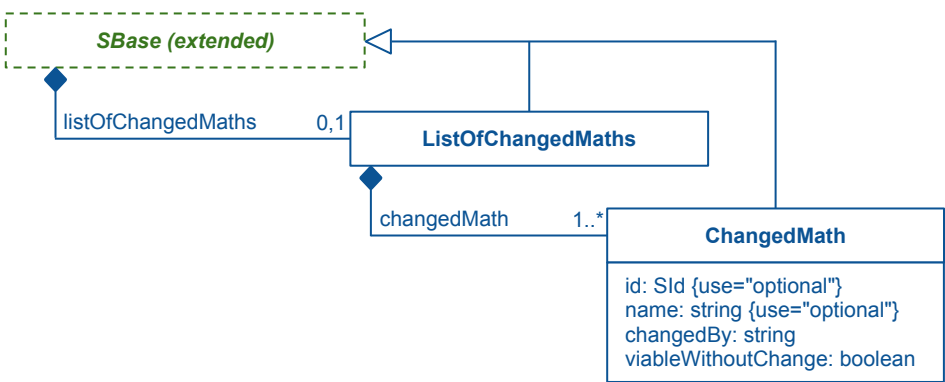 SBase (extended)
listOfChangedMaths 0,1
ListOfChangedMaths
changedMath 1..*
ChangedMath
id: SId {use="optional"}
name: string {use="optional"}
changedBy: string
viableWithoutChange: boolean